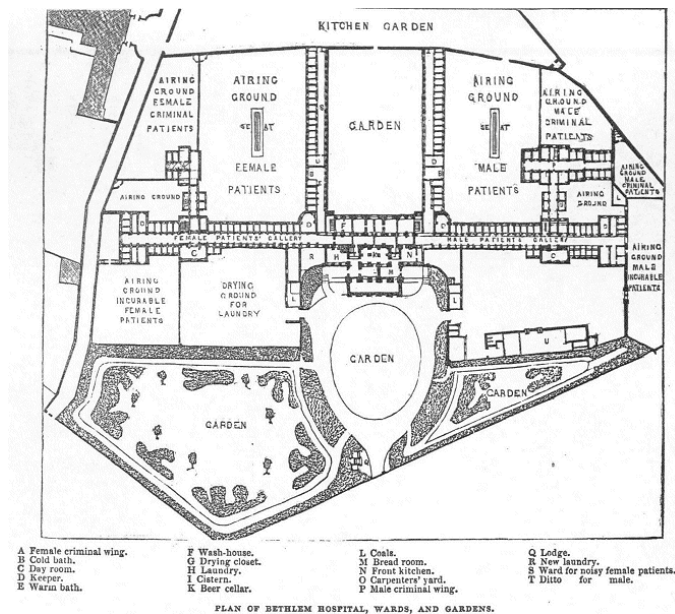 KITCHEN GARDEN
AIRING
GROUND
FEMALE
CRIMINAL
PATIENTS
AIRING
GROUND
SE AT
FEMALE
PATIENTS
GARDEN
AIRING
GROUND
SE AT
MALE
PATIENTS
AIRING
GROUND
MALE
CRIMINAL
PATIENTS
AIRING
GROUND
MALE
CRIMINAL
PATIENTS
AIRING GROUND
AIRING
GROUND
FEMALE PATIENTS' GALLERY
MALE PATIENTS GALLERY
C
R
H
N
C
L
L
L
AIRING
GROUND
INCURABLE
FEMALE
PATIENTS
DRYING
GROUND
FOR
LAUNDRY
AIRING
GROUND
MALE
INCURABLE
PATIENTS
GARDEN
GARDEN
GARDEN
A Female criminal wing.
B Cold bath.
C Day room.
D Keeper.
E Warm bath.
F Wash-house.
G Drying closet.
H Laundry.
I Cistern.
K Beer cellar.
L Coals.
M Bread room.
N Front kitchen.
O Carpenters' yard.
P Male criminal wing.
Q Lodge.
R New laundry.
S Ward for noisy female patients.
T Ditto for male.
PLAN OF BETHLEM HOSPITAL, WARDS, AND GARDENS.